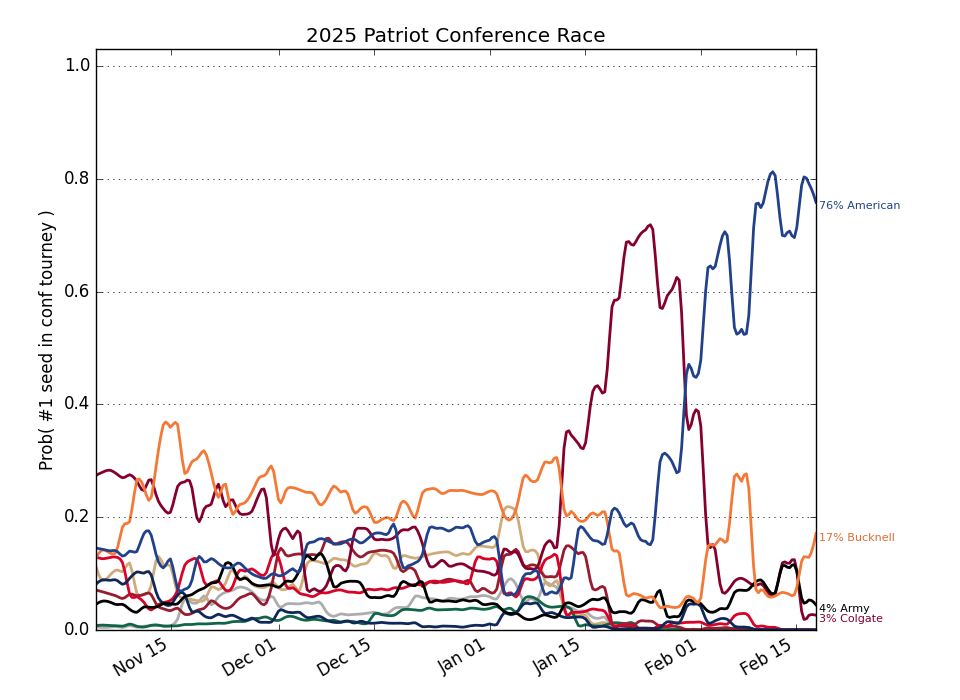 2025 Patriot Conference Race
Prob( #1 seed in conf tourney )
1.0
0.8
0.6
0.4
0.2
0.0
76% American
17% Bucknell
4% Army
3% Colgate
Nov 15
Dec 01
Dec 15
Jan 01
Jan 15
Feb 01
Feb 15